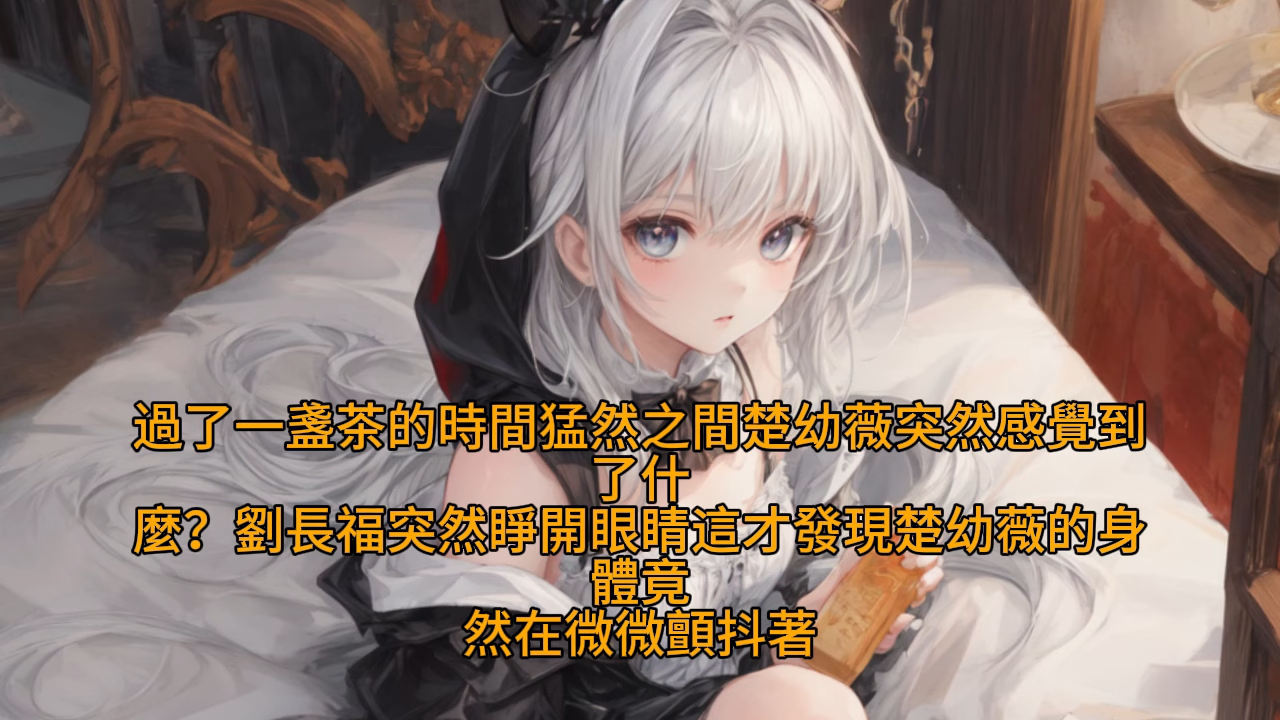 過了一盞茶的時間猛然之間楚幼薇突然感覺到
了什
麼？劉長福突然睜開眼睛這才發現楚幼薇的身
體竟
然在微微顫抖著